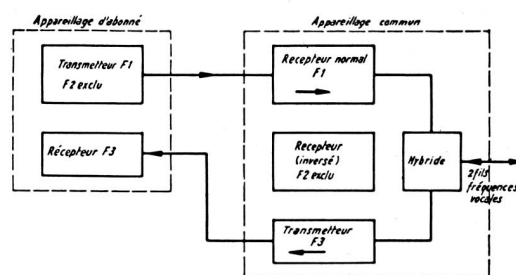 Appareillage d'abonné
Appareillage commun
Transmetteur F1
F2 exclu
Recepteur normal
F1
Récepteur F3
Recepteur
(inversé)
F2 exclu
Hybride
2 fils
fréquences
vocales
Transmetteur
F3